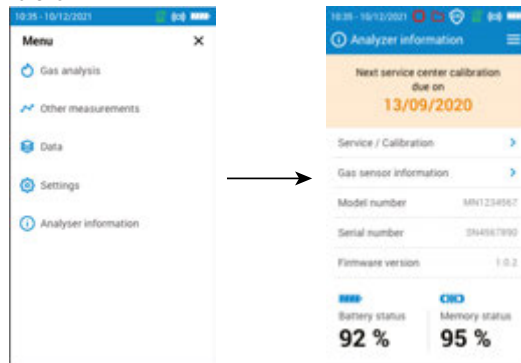 10:35 - 10/12/2021
Menu
Gas analysis
Other measurements
Data
Settings
Analyser information
10:35 - 10/12/2021
Analyzer information
Next service center calibration
due on
13/09/2020
Service / Calibration
Gas sensor information
Model number MN1234567
Serial number SN4567890
Firmware version 1.0.2
Battery status Memory status
92 % 95 %